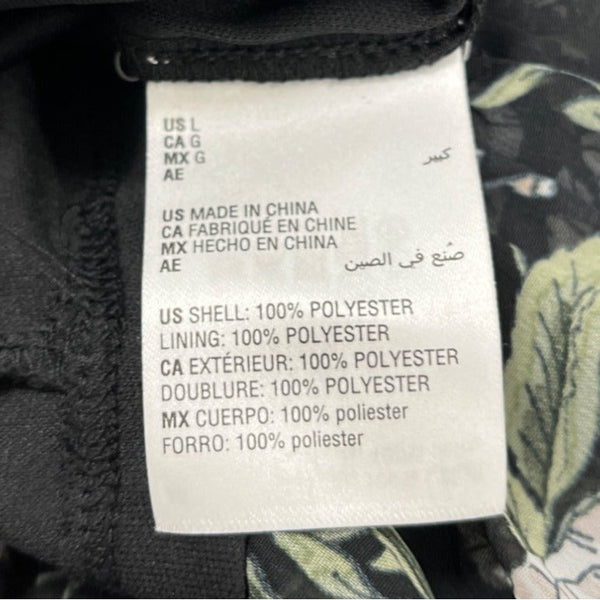 US L
CA G
MX G
AE كبير
US MADE IN CHINA
CA FABRIQUÉ EN CHINE
MX HECHO EN CHINA
AE صُنع في الصين
US SHELL: 100% POLYESTER
LINING: 100% POLYESTER
CA EXTÉRIEUR: 100% POLYESTER
DOUBLURE: 100% POLYESTER
MX CUERPO: 100% poliester
FORRO: 100% poliester